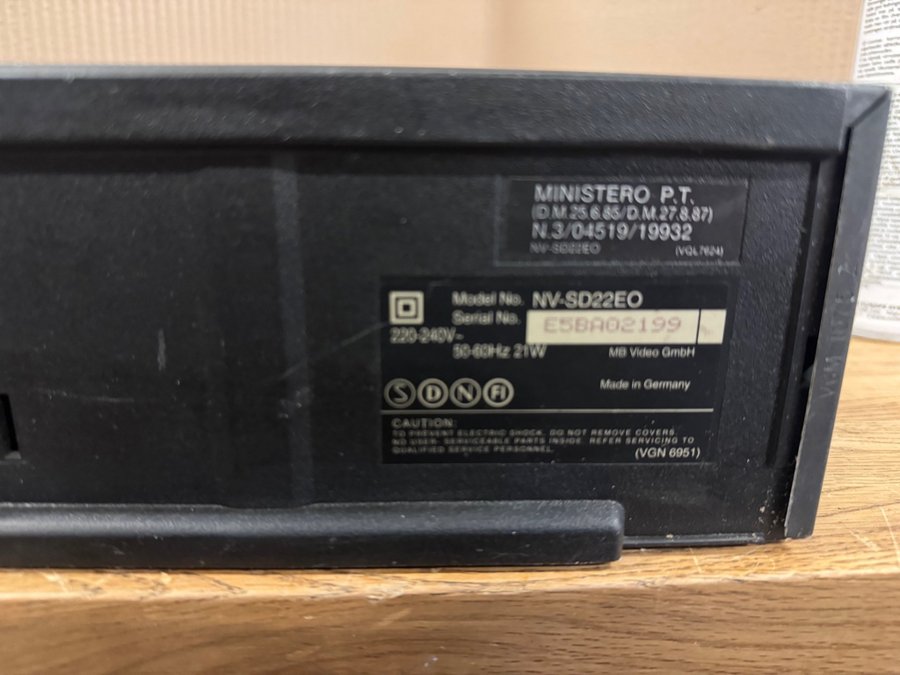 MINISTERO P.T.
(D.M.25.6.85/D.M.27.8.87)
N.3/04519/19932
NV-SD22EO (VQL7624)
Model No. NV-SD22EO
Serial No. E5BA02199
220-240V~
50-60Hz 21W
MB Video GmbH
S D N FI
Made in Germany
CAUTION:
TO PREVENT ELECTRIC SHOCK, DO NOT REMOVE COVERS.
NO USER-SERVICEABLE PARTS INSIDE. REFER SERVICING TO
QUALIFIED SERVICE PERSONNEL.
(VGN 6951)